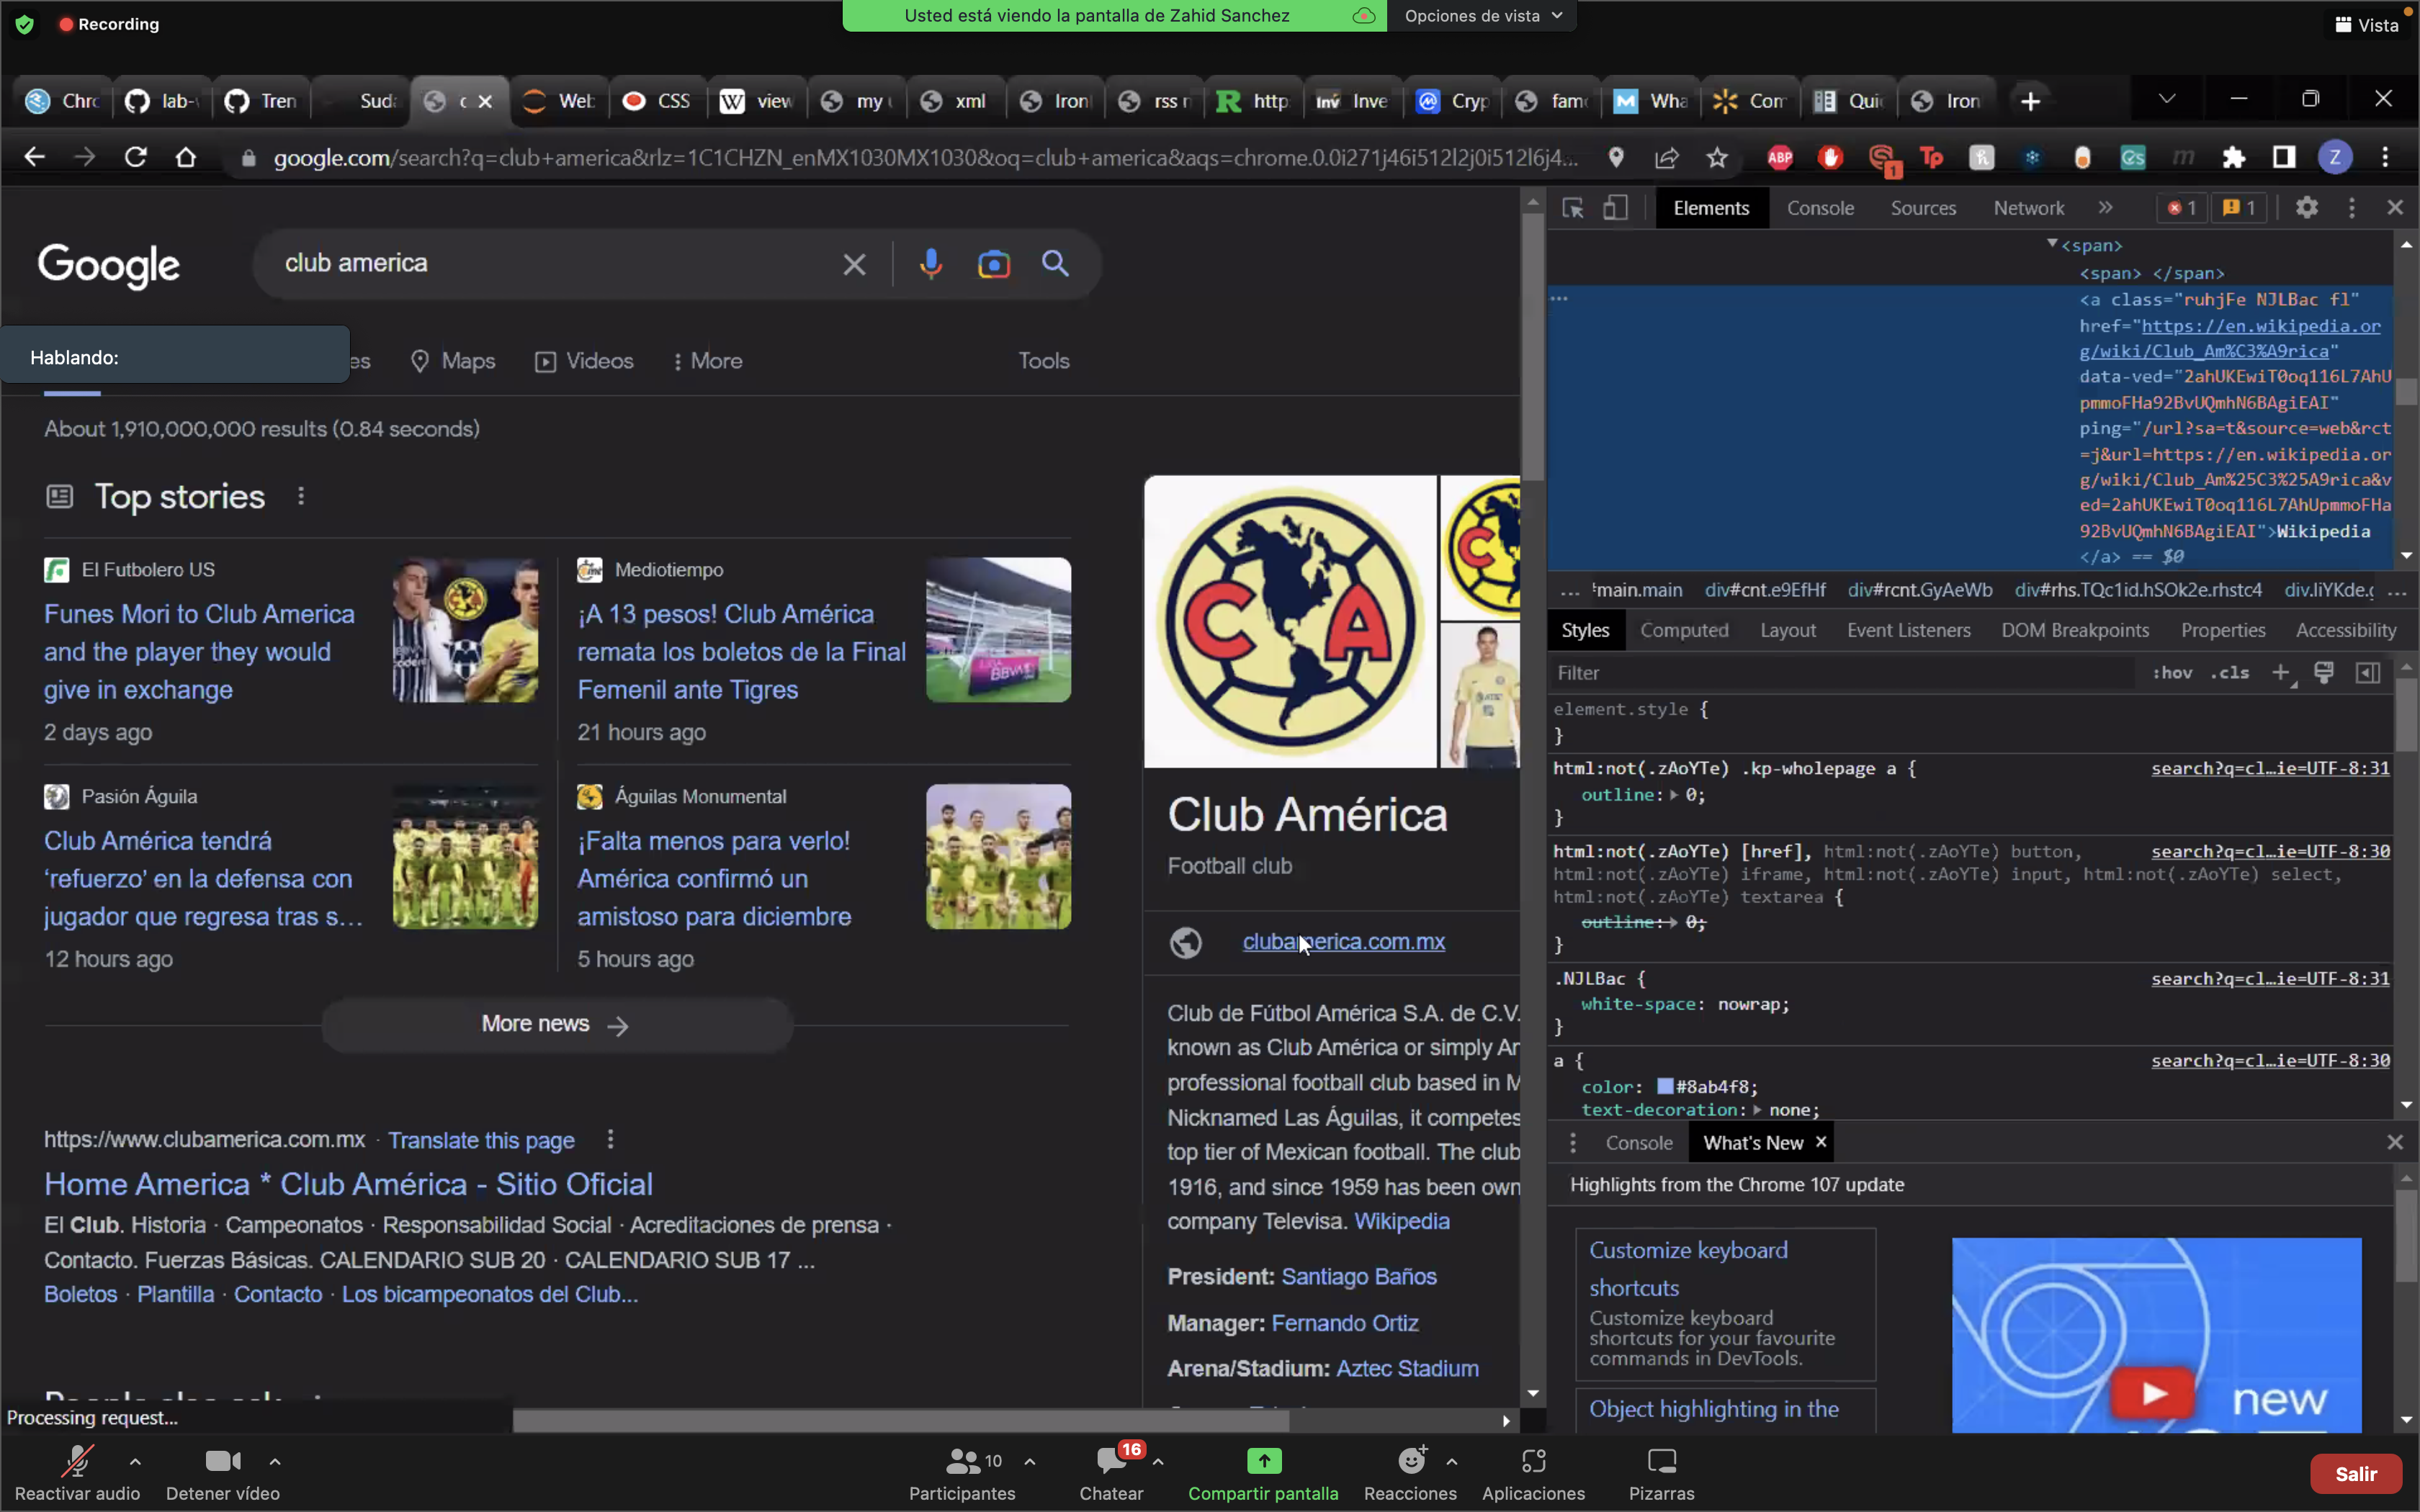 Recording
Usted está viendo la pantalla de Zahid Sanchez
Opciones de vista
Vista
Chrc
lab-
Tren
Suda
c
Web
CSS
view
my
xml
Iron
rss r
http
Inve
Cryp
famo
Wha
Con
Quic
Iron
google.com/search?q=club+america&rlz=1C1CHZN_enMX1030MX1030&oq=club+america&aqs=chrome.0.0i271j46i512l2j0i512l6j4...
Google
club america
Hablando:
es
Maps
Videos
More
Tools
About 1,910,000,000 results (0.84 seconds)
Top stories
El Futbolero US
Funes Mori to Club America
and the player they would
give in exchange
2 days ago
Mediotiempo
¡A 13 pesos! Club América
remata los boletos de la Final
Femenil ante Tigres
21 hours ago
Pasión Águila
Club América tendrá
‘refuerzo’ en la defensa con
jugador que regresa tras s...
12 hours ago
Águilas Monumental
¡Falta menos para verlo!
América confirmó un
amistoso para diciembre
5 hours ago
More news →
https://www.clubamerica.com.mx · Translate this page
Home America * Club América - Sitio Oficial
El Club. Historia · Campeonatos · Responsabilidad Social · Acreditaciones de prensa ·
Contacto. Fuerzas Básicas. CALENDARIO SUB 20 · CALENDARIO SUB 17 ...
Boletos · Plantilla · Contacto · Los bicampeonatos del Club...
Processing request...
C A
Club América
Football club
clubamerica.com.mx
Club de Fútbol América S.A. de C.V.
known as Club América or simply Am
professional football club based in M
Nicknamed Las Águilas, it competes
top tier of Mexican football. The club
1916, and since 1959 has been own
company Televisa. Wikipedia
President: Santiago Baños
Manager: Fernando Ortiz
Arena/Stadium: Aztec Stadium
Elements
Console
Sources
Network
1
1
<span>
<span> </span>
<a class="ruhjFe NJLBac fl"
href="https://en.wikipedia.or
g/wiki/Club_Am%C3%A9rica"
data-ved="2ahUKEwiT0oq116L7AhU
pmmoFHa92BvUQmhN6BAgiEAI"
ping="/url?sa=t&source=web&rct
=j&url=https://en.wikipedia.or
g/wiki/Club_Am%25C3%25A9rica&v
ed=2ahUKEwiT0oq116L7AhUpmmoFHa
92BvUQmhN6BAgiEAI">Wikipedia
</a> == $0
... main.main div#cnt.e9EfHf div#rcnt.GyAeWb div#rhs.TQc1id.hSOk2e.rhstc4 div.liYKde.g ...
Styles
Computed
Layout
Event Listeners
DOM Breakpoints
Properties
Accessibility
Filter
:hov .cls
element.style {
}
html:not(.zAoYTe) .kp-wholepage a { search?q=cl…ie=UTF-8:31
outline: 0;
}
html:not(.zAoYTe) [href], html:not(.zAoYTe) button, search?q=cl…ie=UTF-8:30
html:not(.zAoYTe) iframe, html:not(.zAoYTe) input, html:not(.zAoYTe) select,
html:not(.zAoYTe) textarea {
outline: 0;
}
.NJLBac { search?q=cl…ie=UTF-8:31
white-space: nowrap;
}
a { search?q=cl…ie=UTF-8:30
color: #8ab4f8;
text-decoration: none;
Console
What's New
Highlights from the Chrome 107 update
Customize keyboard
shortcuts
Customize keyboard
shortcuts for your favourite
commands in DevTools.
Object highlighting in the
new
Reactivar audio
Detener vídeo
10
Participantes
16
Chatear
Compartir pantalla
Reacciones
Aplicaciones
Pizarras
Salir